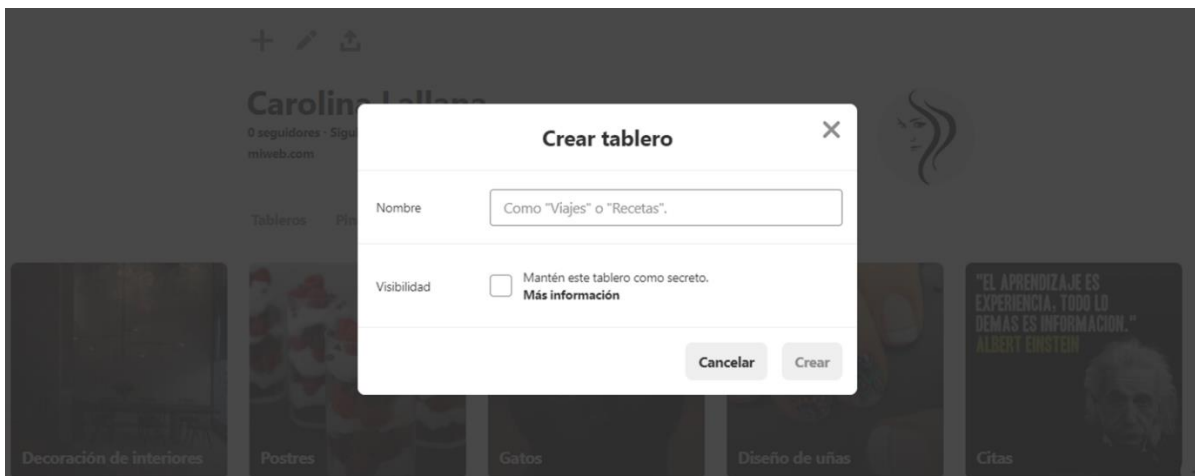 Carolina Lallana
0 seguidores · Sigu
miweb.com
Tableros
Crear tablero
Nombre
Como "Viajes" o "Recetas".
Visibilidad
Mantén este tablero como secreto.
Más información
Cancelar Crear
"EL APRENDIZAJE ES
EXPERIENCIA, TODO LO
DEMÁS ES INFORMACIÓN."
ALBERT EINSTEIN
Decoración de interiores
Postres
Gatos
Diseño de uñas
Citas